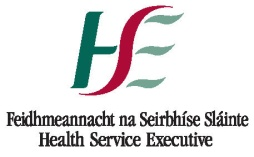 HSE
Feidhmeannacht na Seirbhíse Sláinte
Health Service Executive